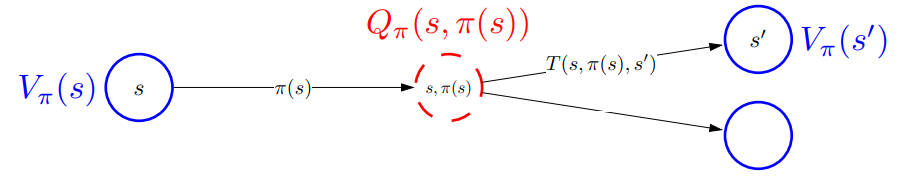 V_π(s)
s
π(s)
Q_π(s, π(s))
s, π(s)
T(s, π(s), s′)
s′
V_π(s′)